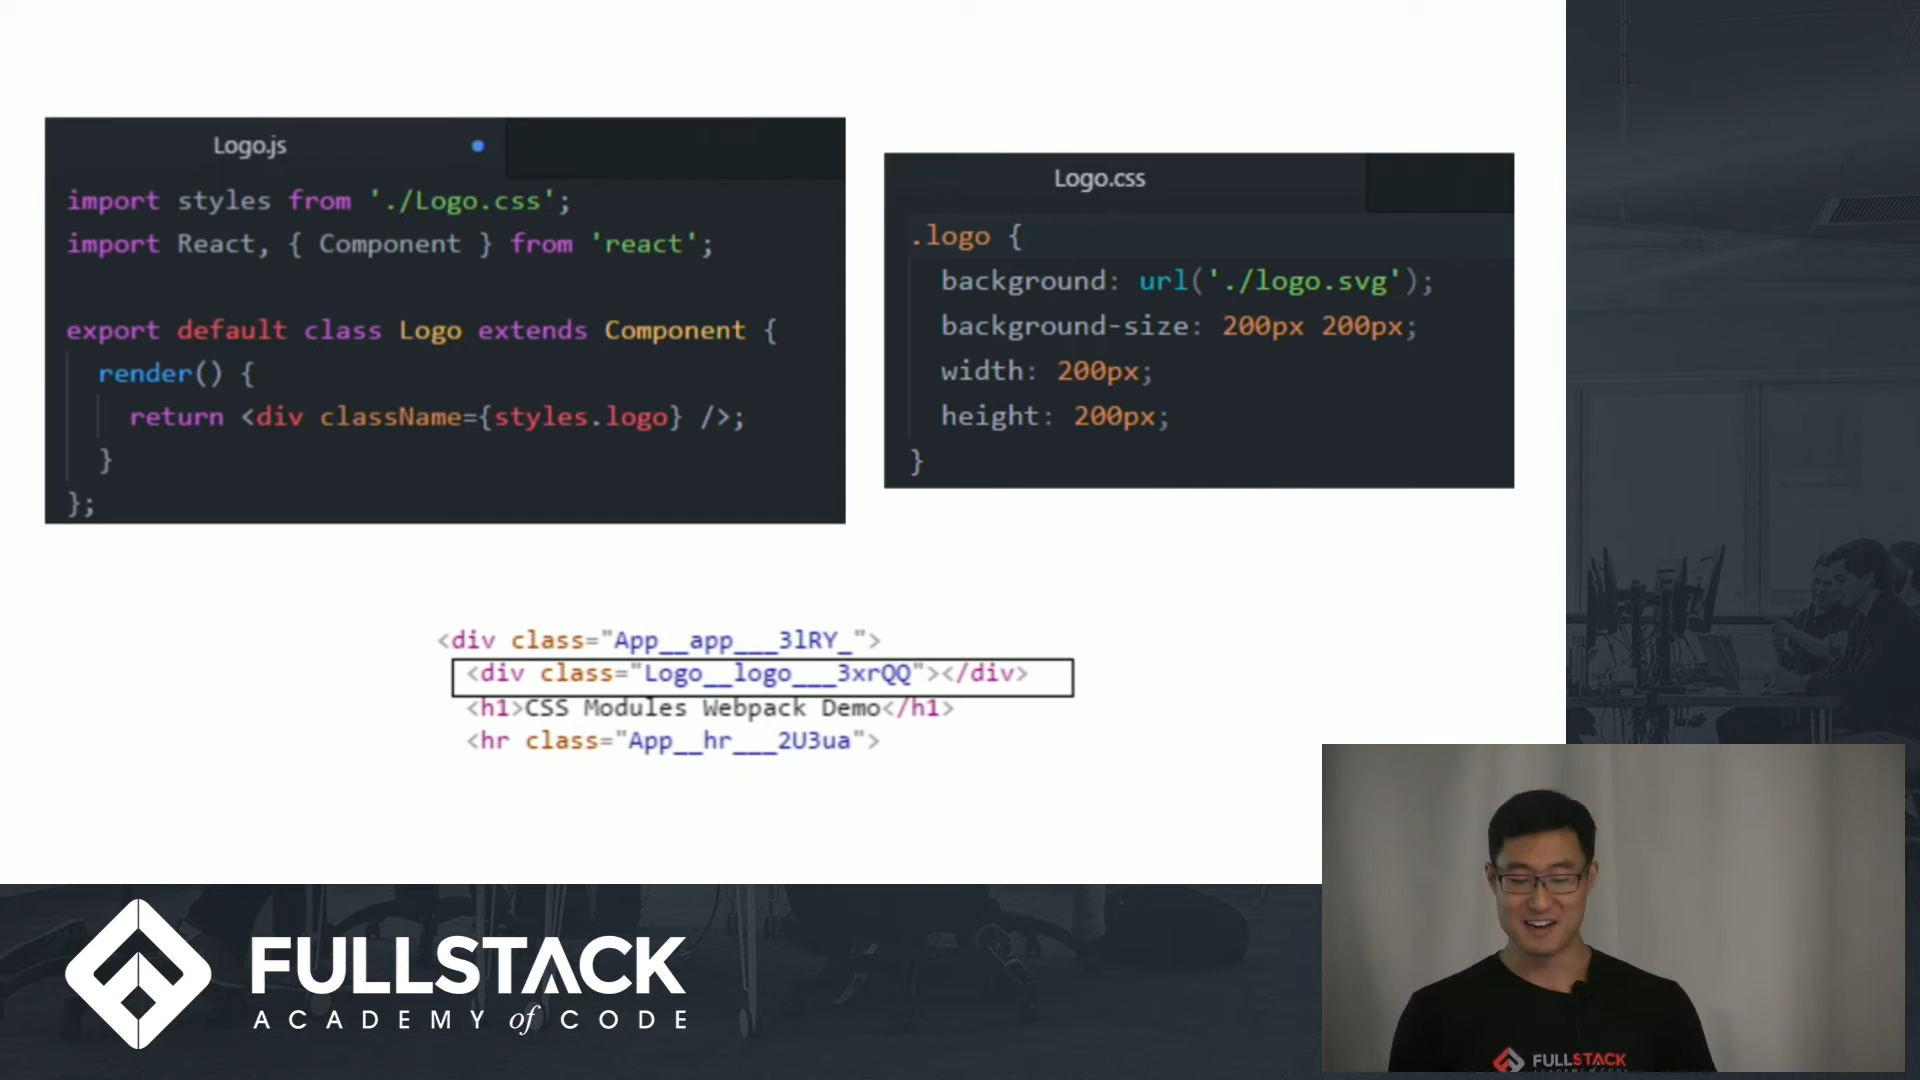 Logo.js
import styles from './Logo.css';
import React, { Component } from 'react';
export default class Logo extends Component {
render() {
return <div className={styles.logo} />;
}
};
Logo.css
.logo {
background: url('./logo.svg');
background-size: 200px 200px;
width: 200px;
height: 200px;
}
<div class="App__app___3lRY_">
<div class="Logo__logo___3xrQQ"></div>
<h1>CSS Modules Webpack Demo</h1>
<hr class="App__hr___2U3ua">
FULLSTACK
ACADEMY of CODE
FULLSTACK